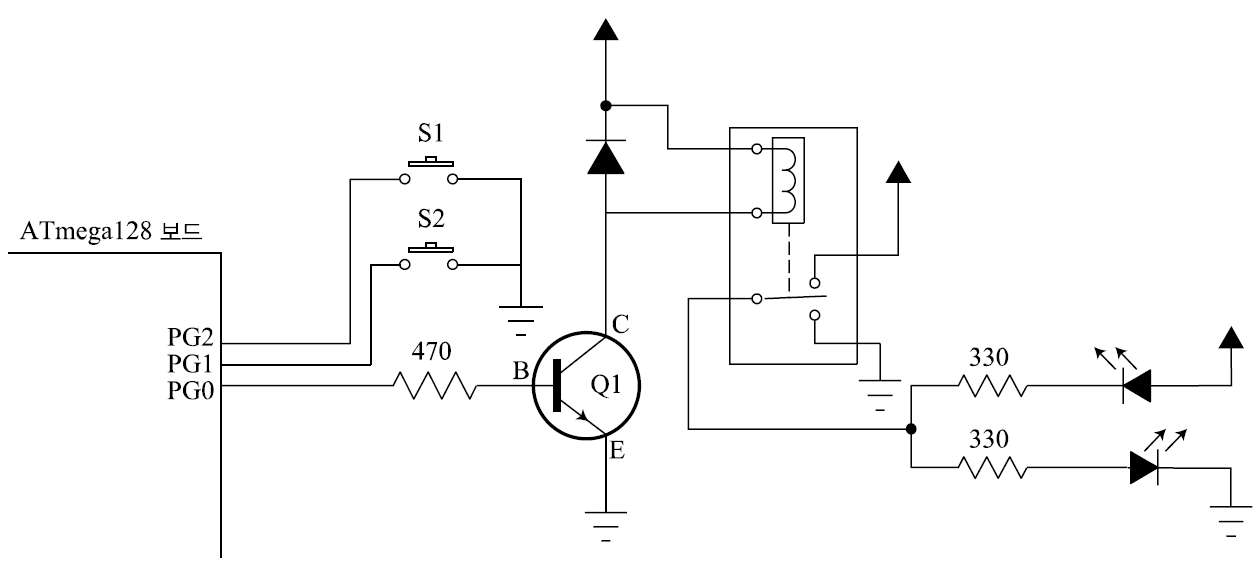 S1
S2
ATmega128 보드
PG2
PG1
PG0
470
B
C
Q1
E
330
330